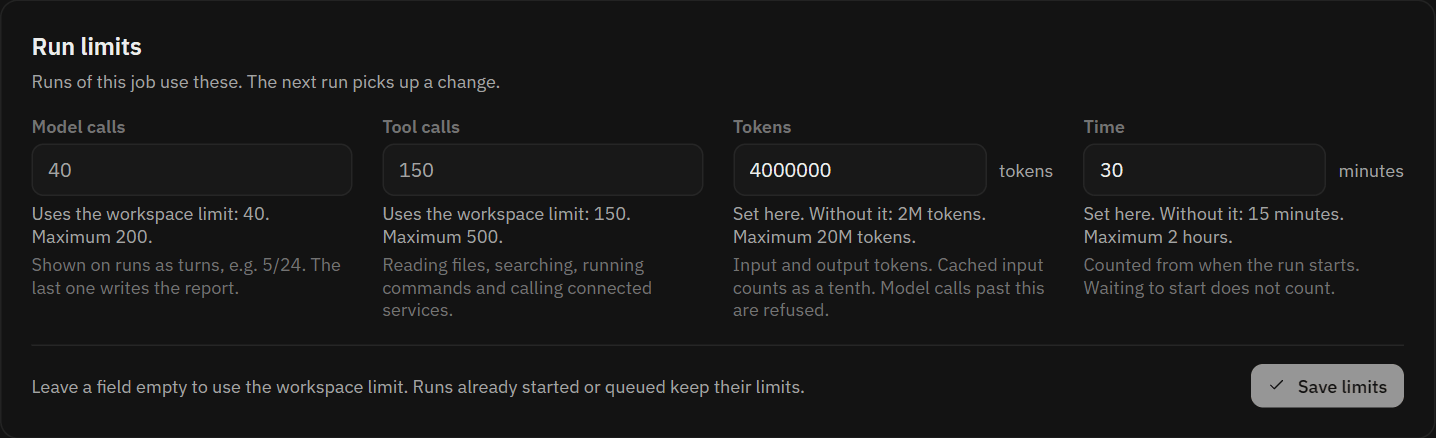 Run limits
Runs of this job use these. The next run picks up a change.
Model calls
40
Uses the workspace limit: 40.
Maximum 200.
Shown on runs as turns, e.g. 5/24. The
last one writes the report.
Tool calls
150
Uses the workspace limit: 150.
Maximum 500.
Reading files, searching, running
commands and calling connected
services.
Tokens
4000000 tokens
Set here. Without it: 2M tokens.
Maximum 20M tokens.
Input and output tokens. Cached input
counts as a tenth. Model calls past this
are refused.
Time
30 minutes
Set here. Without it: 15 minutes.
Maximum 2 hours.
Counted from when the run starts.
Waiting to start does not count.
Leave a field empty to use the workspace limit. Runs already started or queued keep their limits.
Save limits